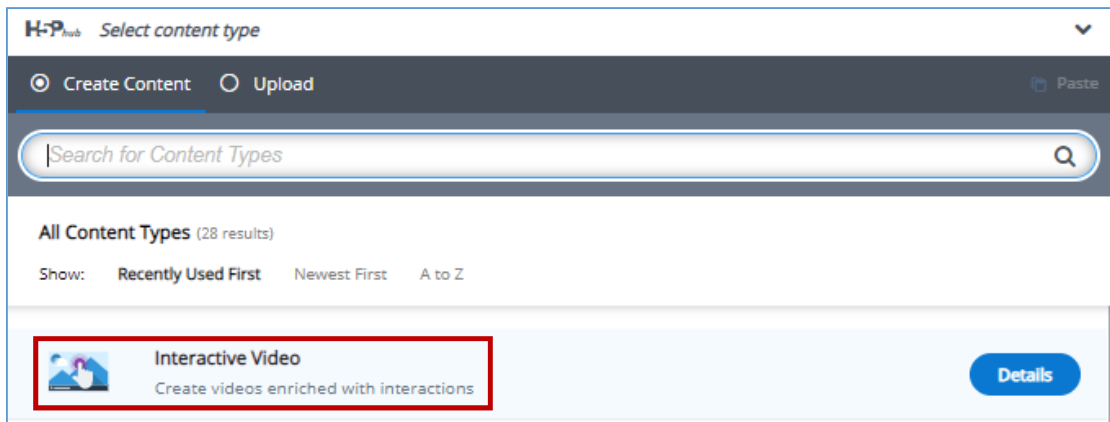 H5P hub Select content type
Create Content Upload Paste
Search for Content Types
All Content Types (28 results)
Show: Recently Used First Newest First A to Z
Interactive Video
Create videos enriched with interactions
Details